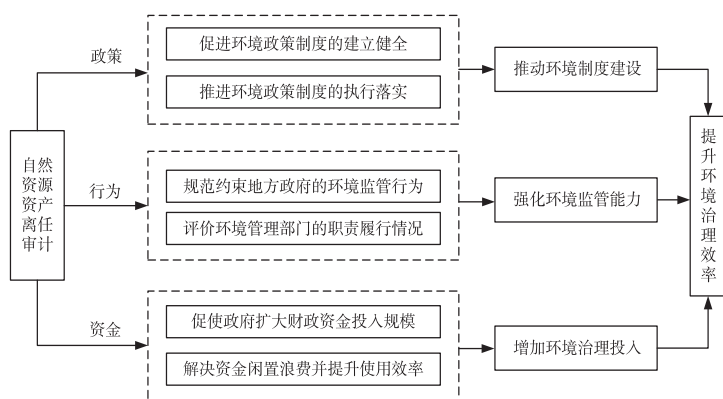 自然
资源
资产
离任
审计
政策
促进环境政策制度的建立健全
推进环境政策制度的执行落实
推动环境制度建设
行为
规范约束地方政府的环境监管行为
评价环境管理部门的职责履行情况
强化环境监管能力
资金
促使政府扩大财政资金投入规模
解决资金闲置浪费并提升使用效率
增加环境治理投入
提
升
环
境
治
理
效
率